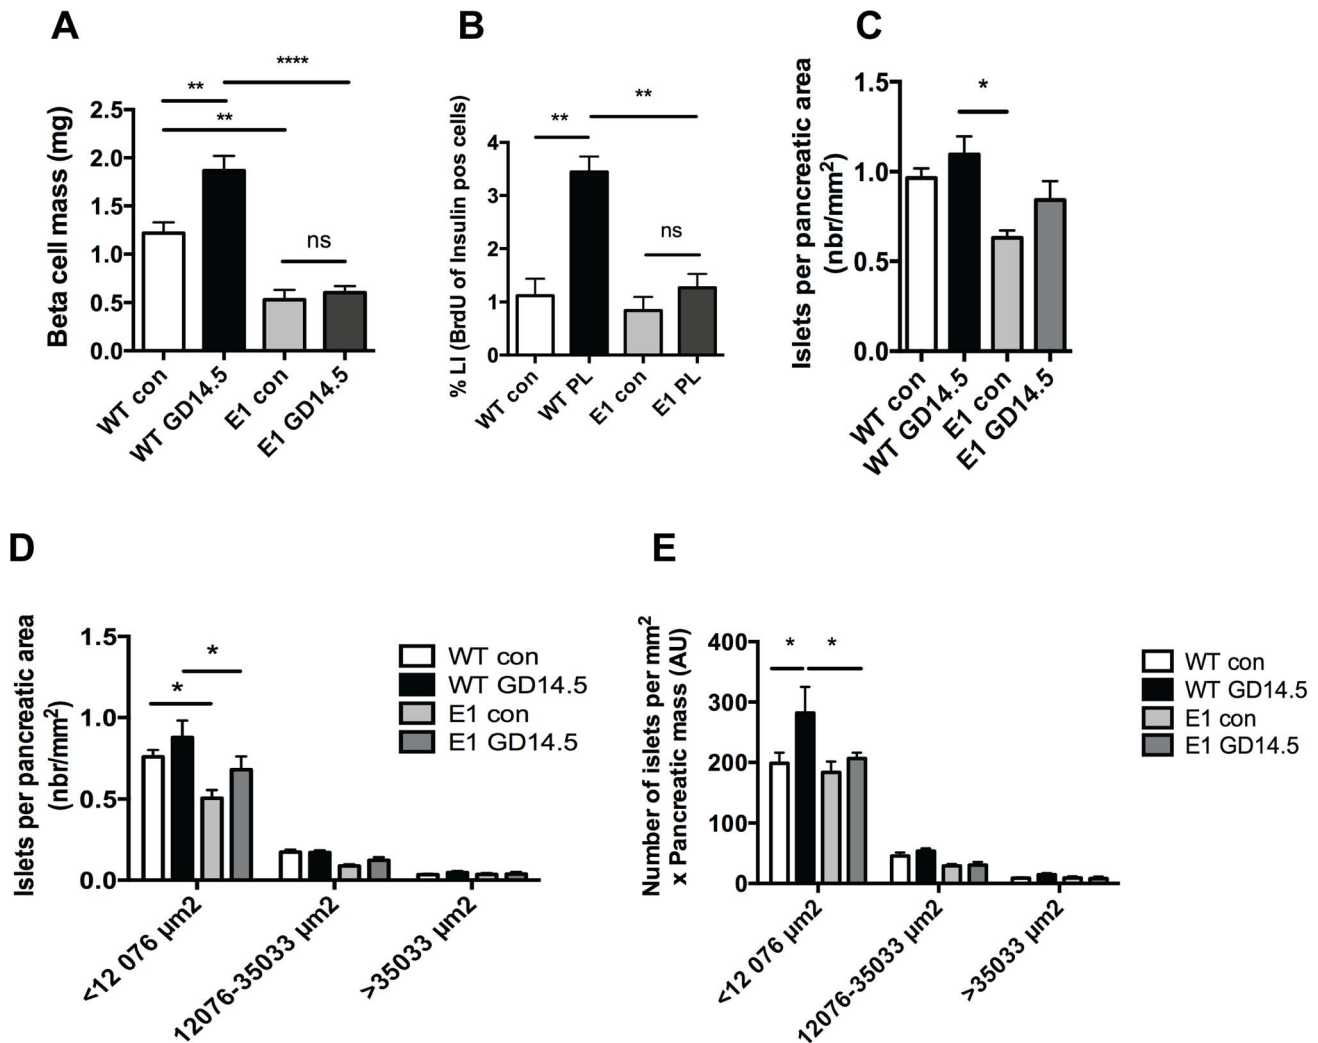 A
****
**
**
ns
Beta cell mass (mg)
2.5
2.0
1.5
1.0
0.5
0.0
WT con
WT GD14.5
E1 con
E1 GD14.5
B
**
**
ns
% LI (BrdU of Insulin pos cells)
4
3
2
1
0
WT con
WT PL
E1 con
E1 PL
C
*
Islets per pancreatic area
(nbr/mm²)
1.5
1.0
0.5
0.0
WT con
WT GD14.5
E1 con
E1 GD14.5
D
*
*
Islets per pancreatic area
(nbr/mm²)
1.5
1.0
0.5
0.0
<12 076 µm2
12076-35033 µm2
>35033 µm2
WT con
WT GD14.5
E1 con
E1 GD14.5
E
* *
Number of islets per mm²
x Pancreatic mass (AU)
400
300
200
100
0
<12 076 µm2
12076-35033 µm2
>35033 µm2
WT con
WT GD14.5
E1 con
E1 GD14.5